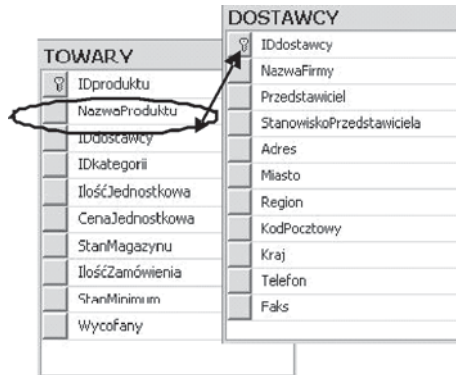 TOWARY
IDproduktu
NazwaProduktu
IDdostawcy
IDkategorii
IlośćJednostkowa
CenaJednostkowa
StanMagazynu
IlośćZamówienia
StanMinimum
Wycofany
DOSTAWCY
IDdostawcy
NazwaFirmy
Przedstawiciel
StanowiskoPrzedstawiciela
Adres
Miasto
Region
KodPocztowy
Kraj
Telefon
Faks